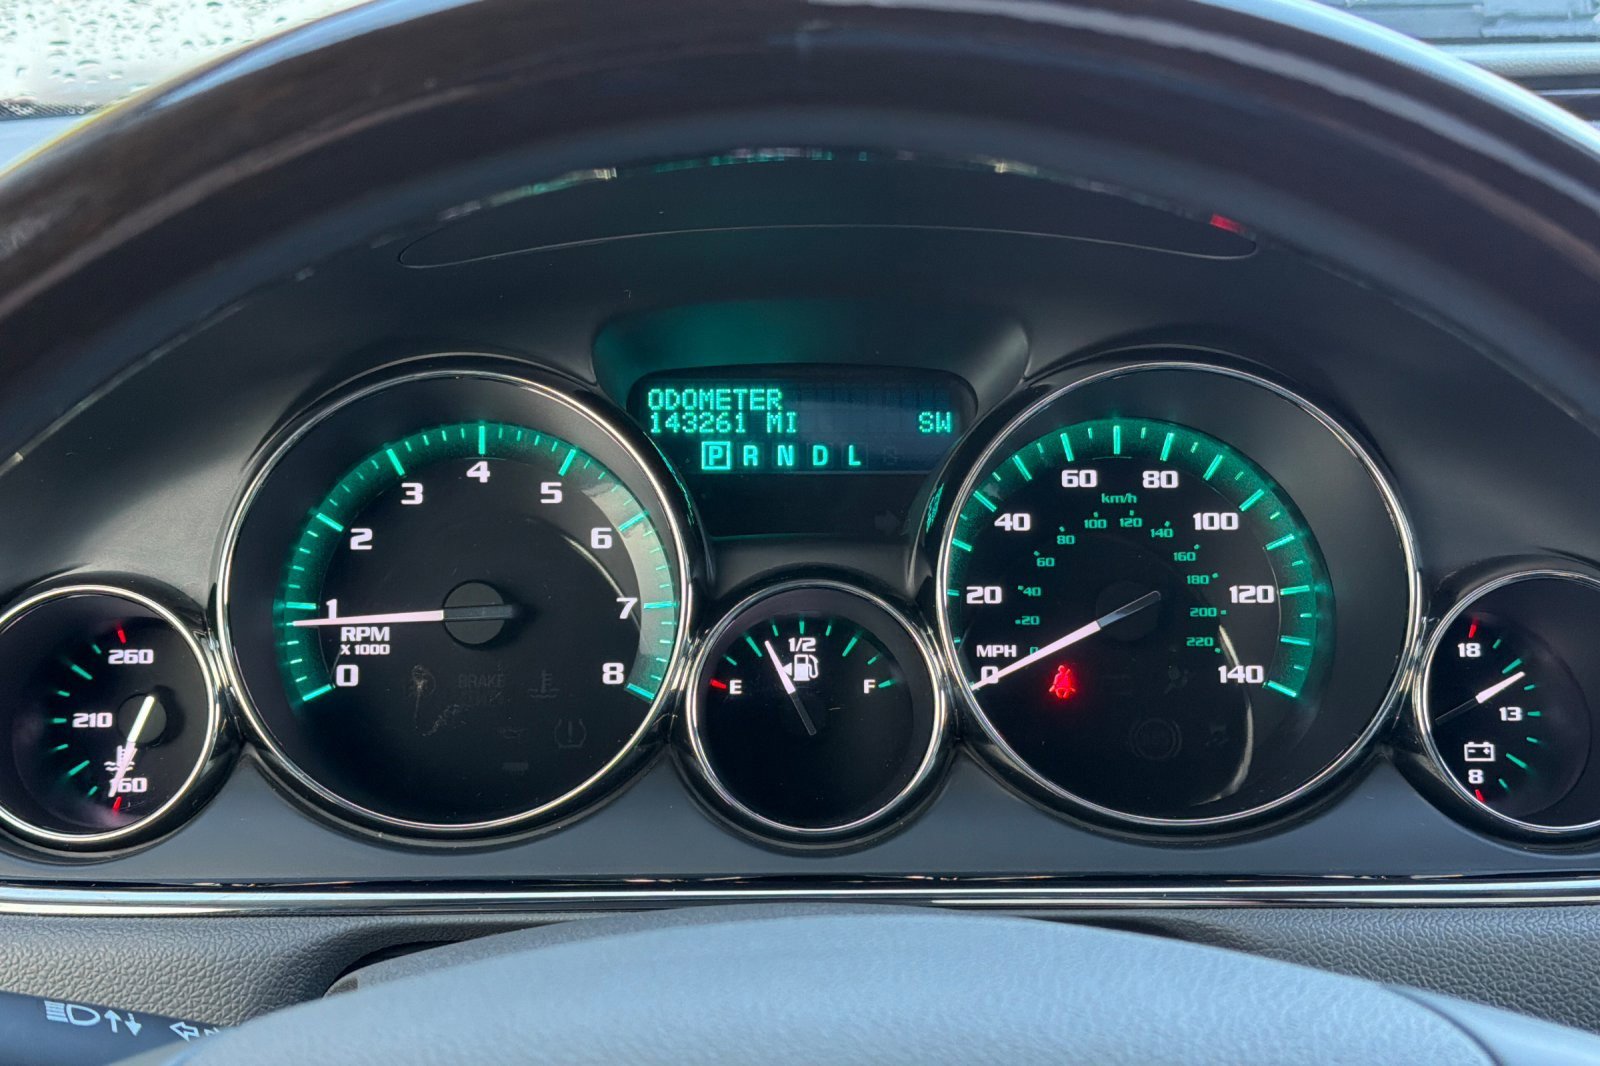 ODOMETER
143261 MI SW
P R N D L
0 1 2 3 4 5 6 7 8
RPM
X 1000
260
210
160
1/2
E F
0 20 40 60 80 100 120 140
MPH
km/h
0 20 40 60 80 100 120 140 160 180 200 220
18
13
8
BRAKE